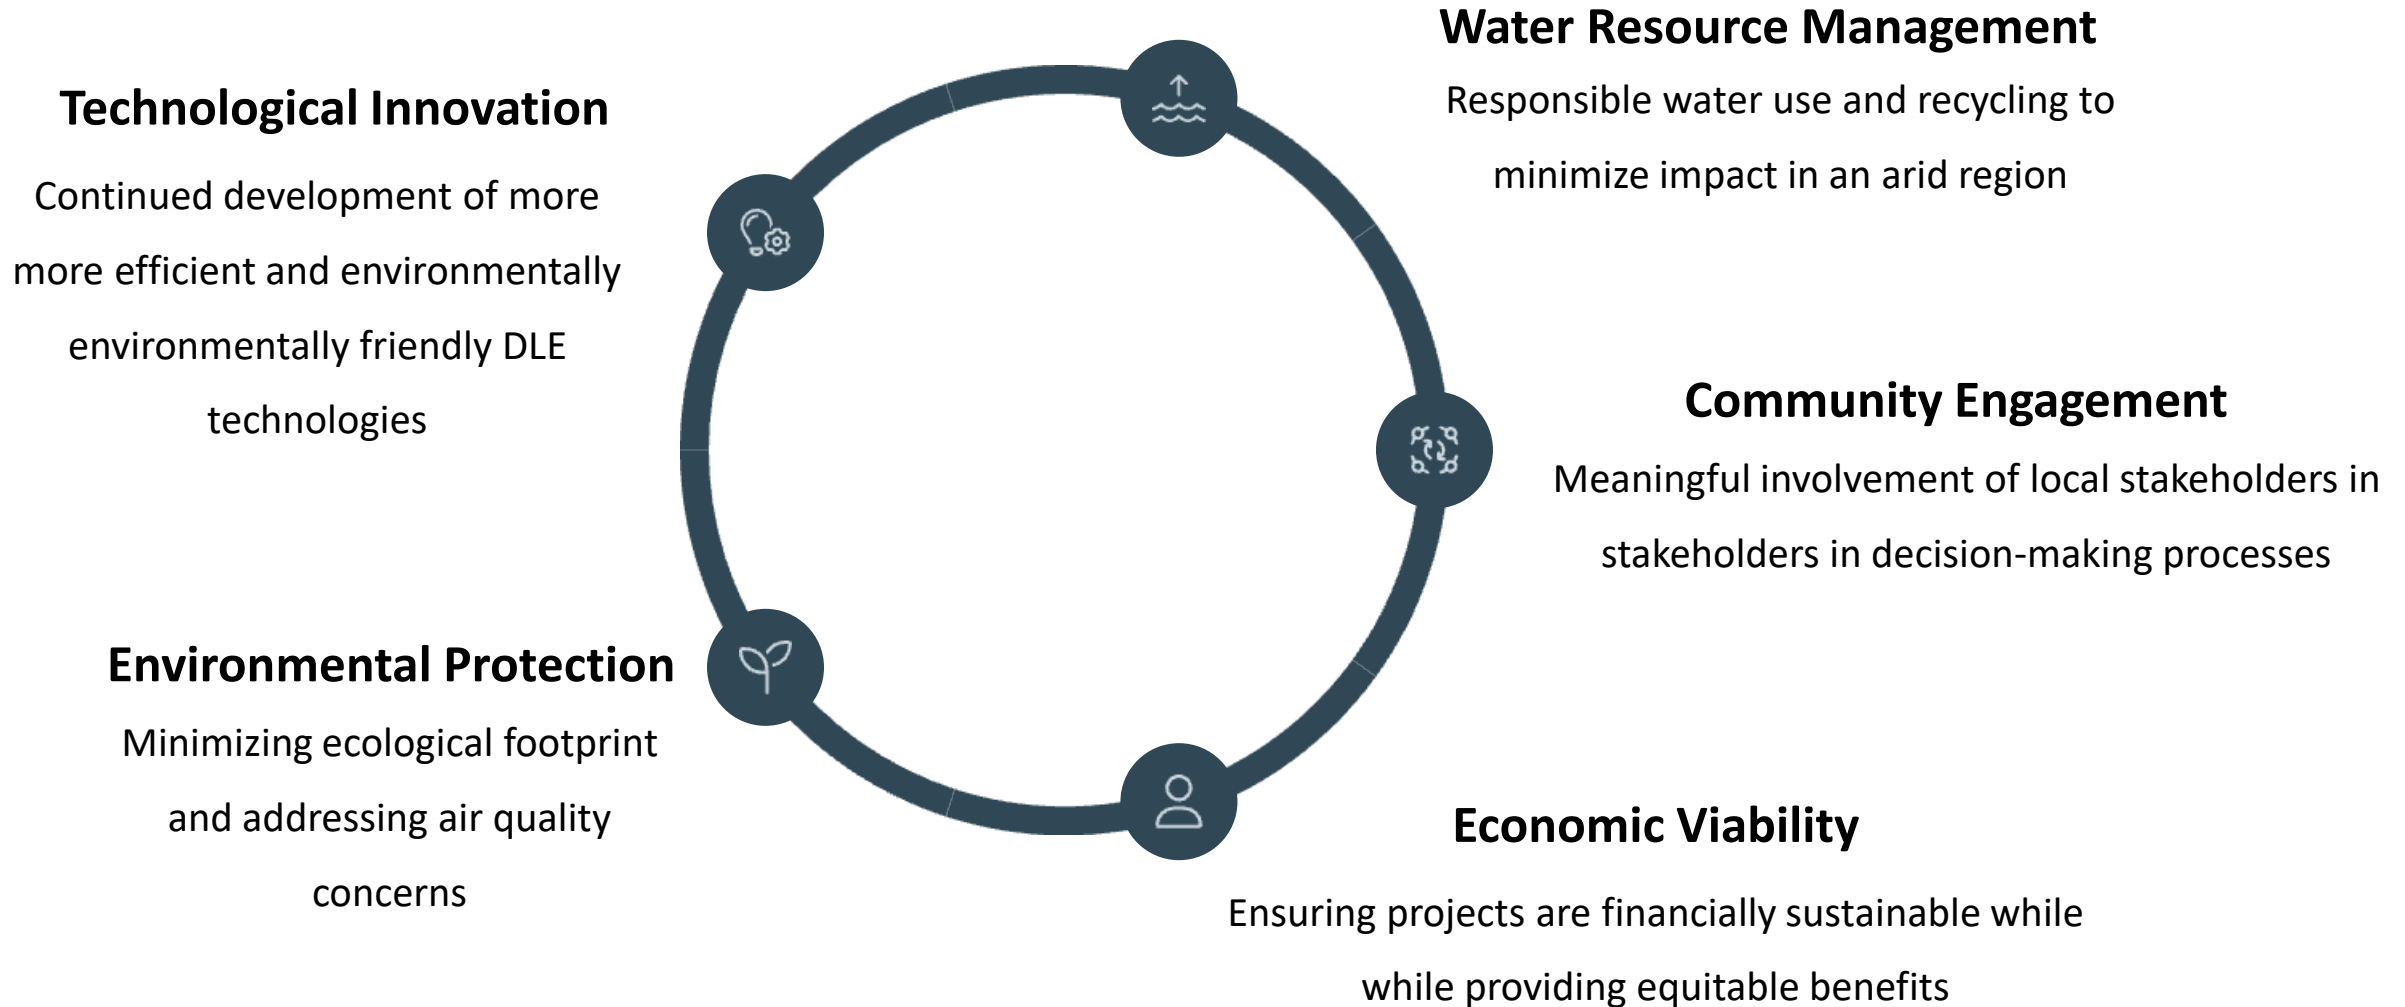 Technological Innovation
Continued development of more
more efficient and environmentally
environmentally friendly DLE
technologies
Water Resource Management
Responsible water use and recycling to
minimize impact in an arid region
Community Engagement
Meaningful involvement of local stakeholders in
stakeholders in decision-making processes
Environmental Protection
Minimizing ecological footprint
and addressing air quality
concerns
Economic Viability
Ensuring projects are financially sustainable while
while providing equitable benefits